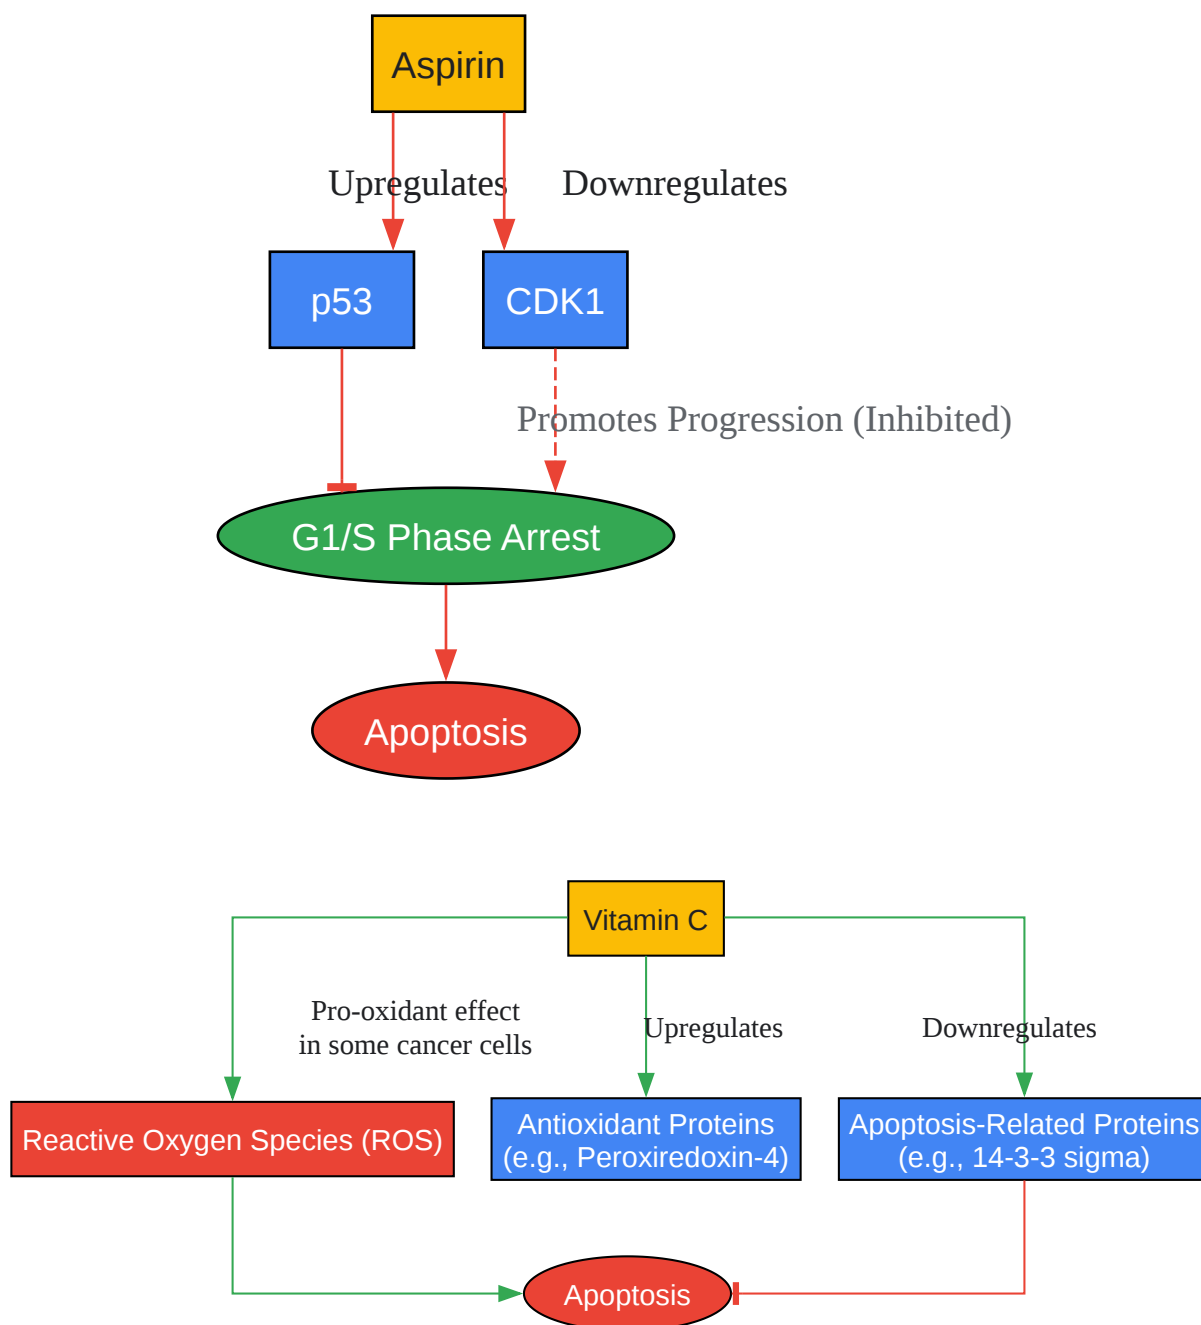 Aspirin
Upregulates
Downregulates
p53
CDK1
Promotes Progression (Inhibited)
G1/S Phase Arrest
Apoptosis
Vitamin C
Pro-oxidant effect
in some cancer cells
Upregulates
Downregulates
Reactive Oxygen Species (ROS)
Antioxidant Proteins
(e.g., Peroxiredoxin-4)
Apoptosis-Related Proteins
(e.g., 14-3-3 sigma)
Apoptosis